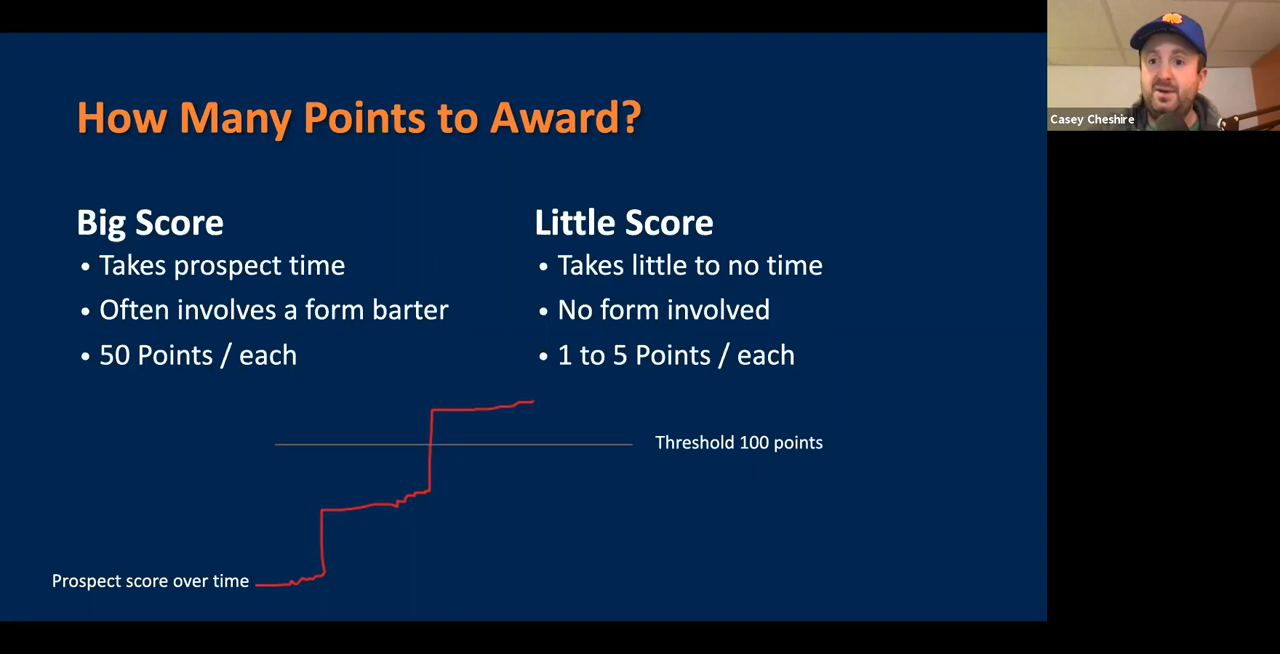 How Many Points to Award?
Big Score
• Takes prospect time
• Often involves a form barter
• 50 Points / each
Little Score
• Takes little to no time
• No form involved
• 1 to 5 Points / each
Threshold 100 points
Prospect score over time
Casey Cheshire